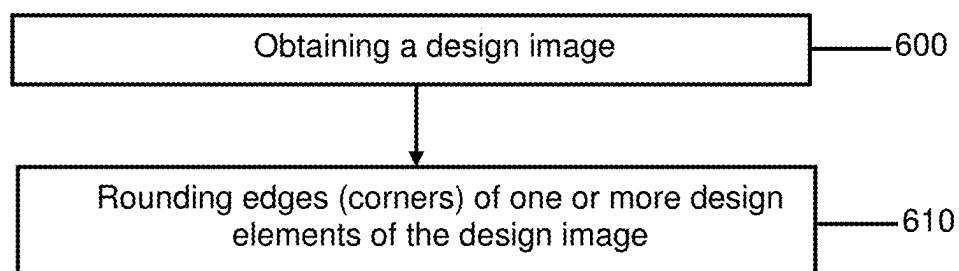 Obtaining a design image
600
Rounding edges (corners) of one or more design
elements of the design image
610